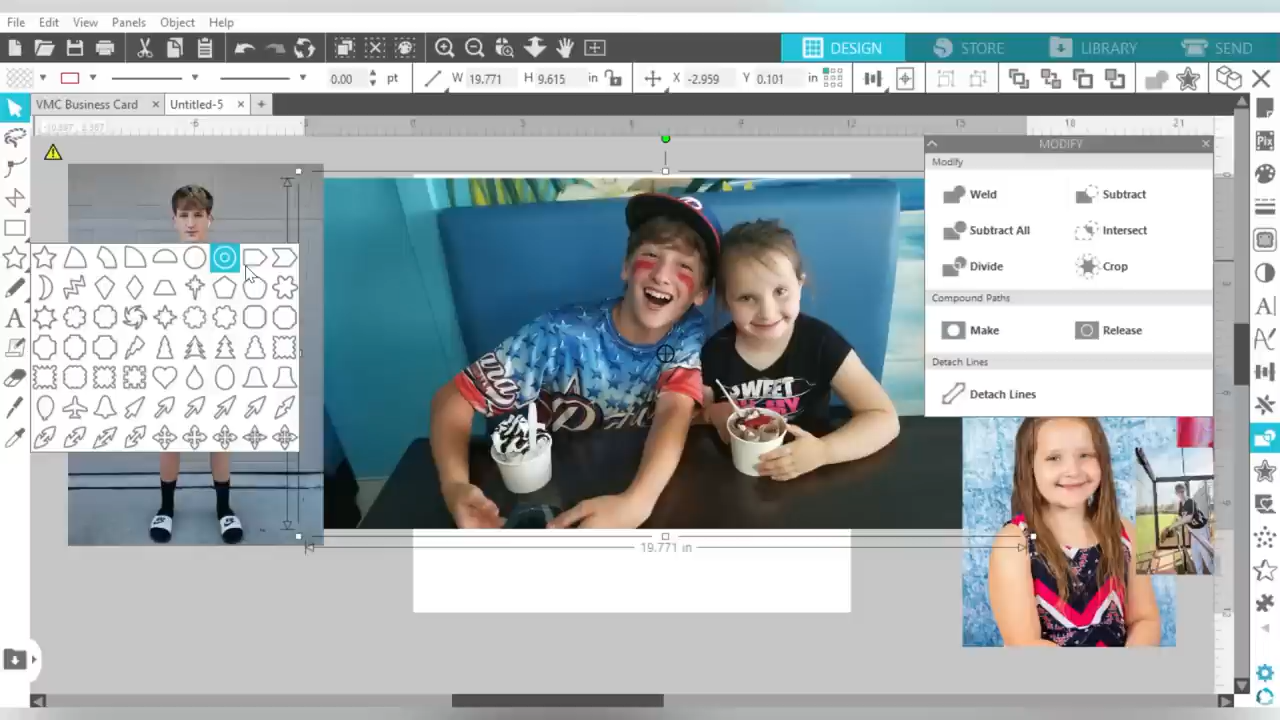 File Edit View Panels Object Help
DESIGN STORE LIBRARY SEND
0.00 pt W 19.771 H 9.615 in X -2.959 Y 0.101 in
VMC Business Card Untitled-5
MODIFY
Modify
Weld Subtract
Subtract All Intersect
Divide Crop
Compound Paths
Make Release
Detach Lines
Detach Lines
SWEET
19.771 in